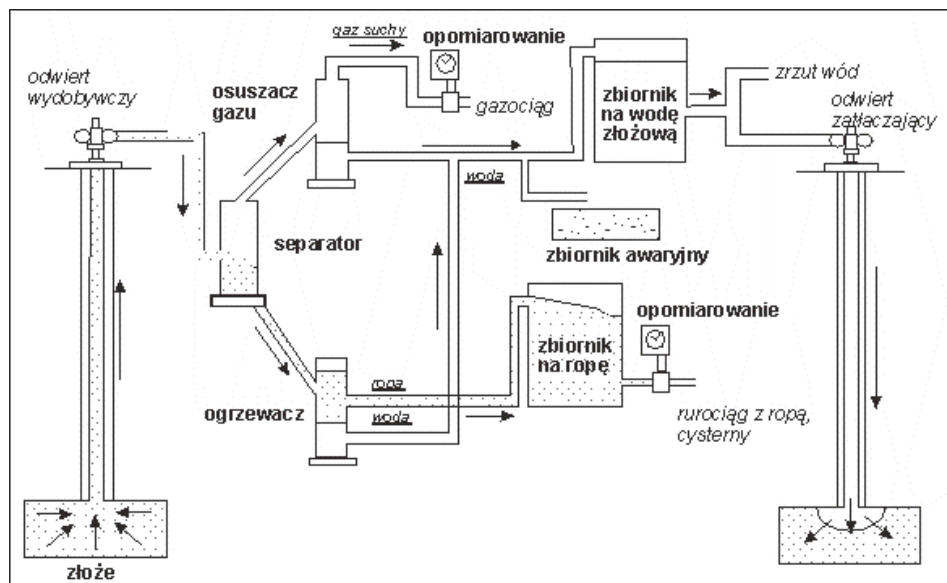 gaz suchy
opomiarowanie
odwiert
wydobywczy
osuszacz
gazu
gazociąg
zbiornik
na wodę
złożową
zrzut wód
odwiert
zatłaczający
woda
separator
zbiornik awaryjny
opomiarowanie
zbiornik
na ropę
ropa
ogrzewacz
woda
rurociąg z ropą,
cysterny
złoże